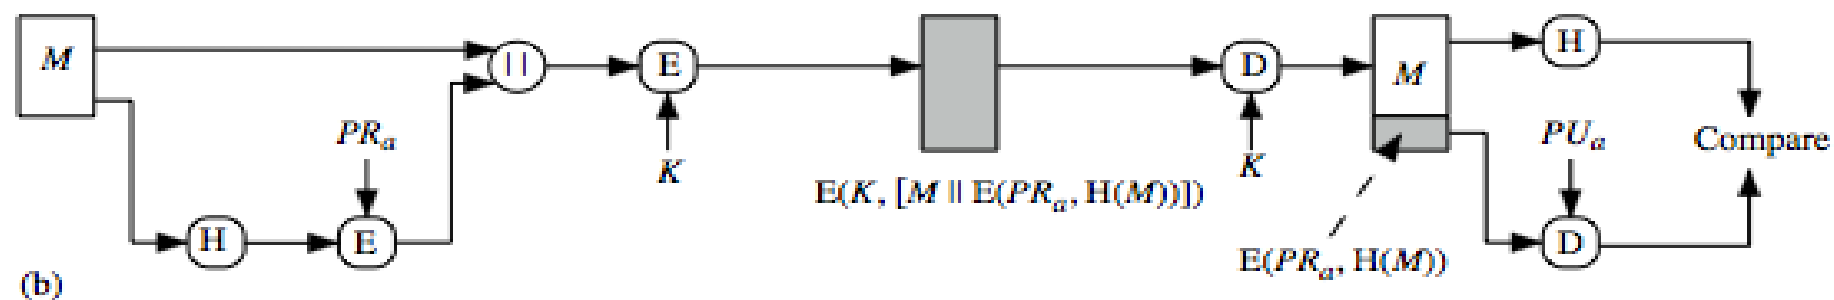 M
||
E
D
M
H
PRₐ
K
K
PUₐ
Compare
E(K, [M || E(PRₐ, H(M))])
H
E
D
E(PRₐ, H(M))
(b)